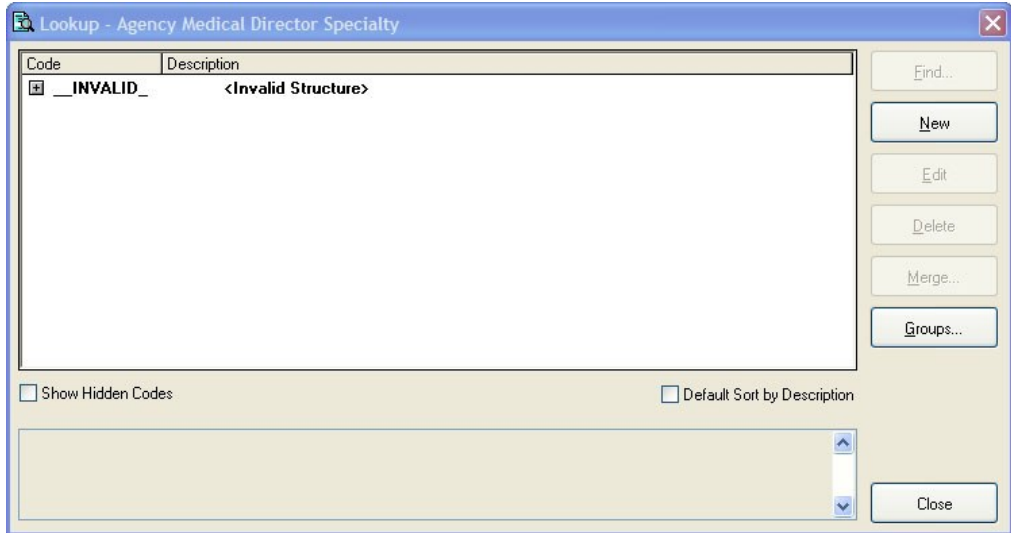 Lookup - Agency Medical Director Specialty
Code Description
__INVALID_ <Invalid Structure>
Find...
New
Edit
Delete
Merge...
Groups...
Show Hidden Codes Default Sort by Description
Close